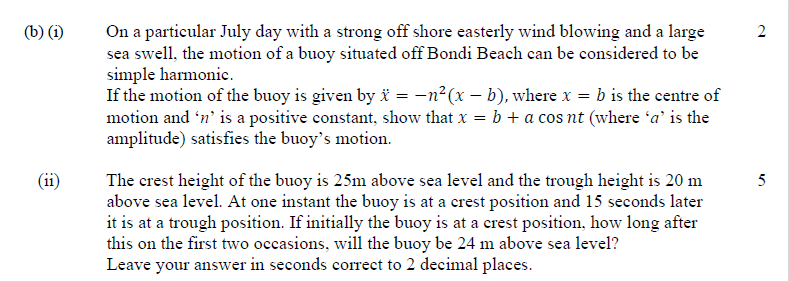 (b) (i) On a particular July day with a strong off shore easterly wind blowing and a large 2
sea swell, the motion of a buoy situated off Bondi Beach can be considered to be
simple harmonic.
If the motion of the buoy is given by ẍ = −n²(x − b), where x = b is the centre of
motion and ‘n’ is a positive constant, show that x = b + a cos nt (where ‘a’ is the
amplitude) satisfies the buoy’s motion.
(ii) The crest height of the buoy is 25m above sea level and the trough height is 20 m 5
above sea level. At one instant the buoy is at a crest position and 15 seconds later
it is at a trough position. If initially the buoy is at a crest position, how long after
this on the first two occasions, will the buoy be 24 m above sea level?
Leave your answer in seconds correct to 2 decimal places.